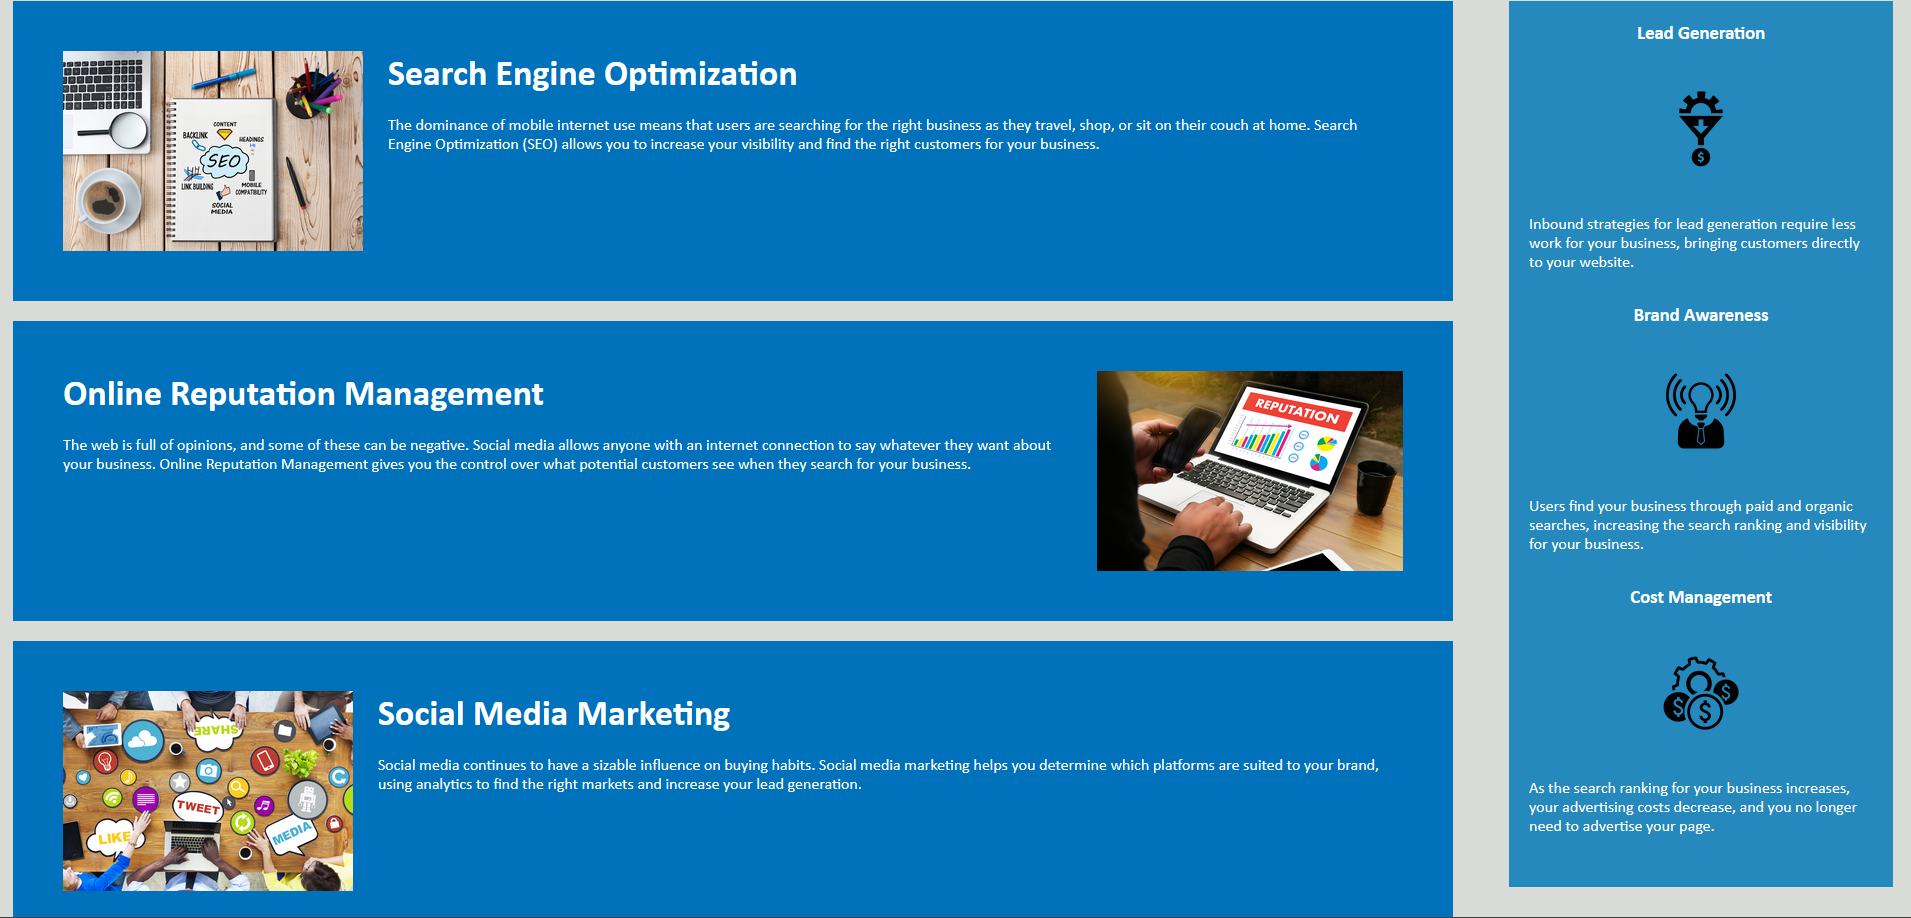 Search Engine Optimization
The dominance of mobile internet use means that users are searching for the right business as they travel, shop, or sit on their couch at home. Search
Engine Optimization (SEO) allows you to increase your visibility and find the right customers for your business.
CONTENT
BACKLINK
HEADINGS
SEO
LINK BUILDING
MOBILE
COMPATIBILITY
SOCIAL
MEDIA
Online Reputation Management
The web is full of opinions, and some of these can be negative. Social media allows anyone with an internet connection to say whatever they want about
your business. Online Reputation Management gives you the control over what potential customers see when they search for your business.
REPUTATION
Social Media Marketing
Social media continues to have a sizable influence on buying habits. Social media marketing helps you determine which platforms are suited to your brand,
using analytics to find the right markets and increase your lead generation.
SHARE
TWEET
LIKE
MEDIA
Lead Generation
$
Inbound strategies for lead generation require less
work for your business, bringing customers directly
to your website.
Brand Awareness
Users find your business through paid and organic
searches, increasing the search ranking and visibility
for your business.
Cost Management
$
$
$
As the search ranking for your business increases,
your advertising costs decrease, and you no longer
need to advertise your page.